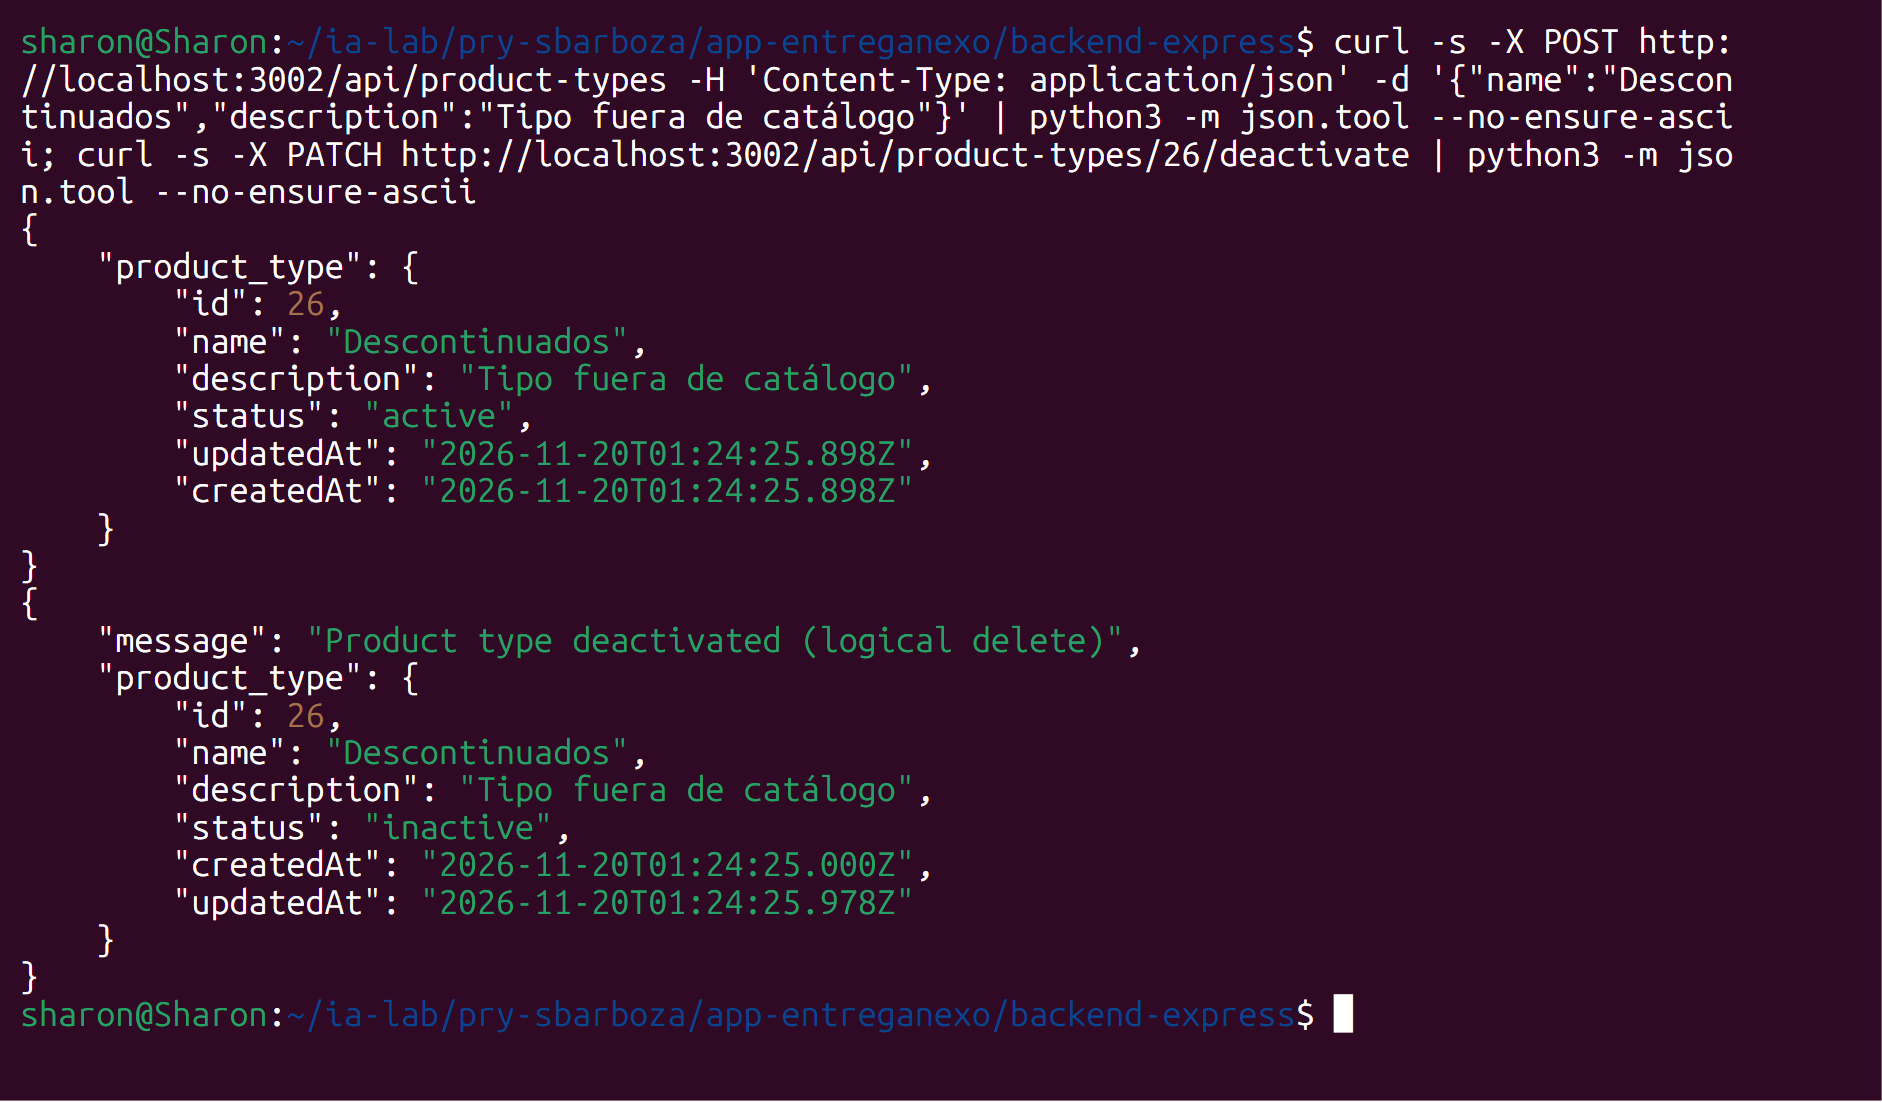 sharon@Sharon:~/ia-lab/pry-sbarboza/app-entreganexo/backend-express$ curl -s -X POST http:
//localhost:3002/api/product-types -H 'Content-Type: application/json' -d '{"name":"Descon
tinuados","description":"Tipo fuera de catálogo"}' | python3 -m json.tool --no-ensure-asci
i; curl -s -X PATCH http://localhost:3002/api/product-types/26/deactivate | python3 -m jso
n.tool --no-ensure-ascii
{
    "product_type": {
        "id": 26,
        "name": "Descontinuados",
        "description": "Tipo fuera de catálogo",
        "status": "active",
        "updatedAt": "2026-11-20T01:24:25.898Z",
        "createdAt": "2026-11-20T01:24:25.898Z"
    }
}
{
    "message": "Product type deactivated (logical delete)",
    "product_type": {
        "id": 26,
        "name": "Descontinuados",
        "description": "Tipo fuera de catálogo",
        "status": "inactive",
        "createdAt": "2026-11-20T01:24:25.000Z",
        "updatedAt": "2026-11-20T01:24:25.978Z"
    }
}
sharon@Sharon:~/ia-lab/pry-sbarboza/app-entreganexo/backend-express$